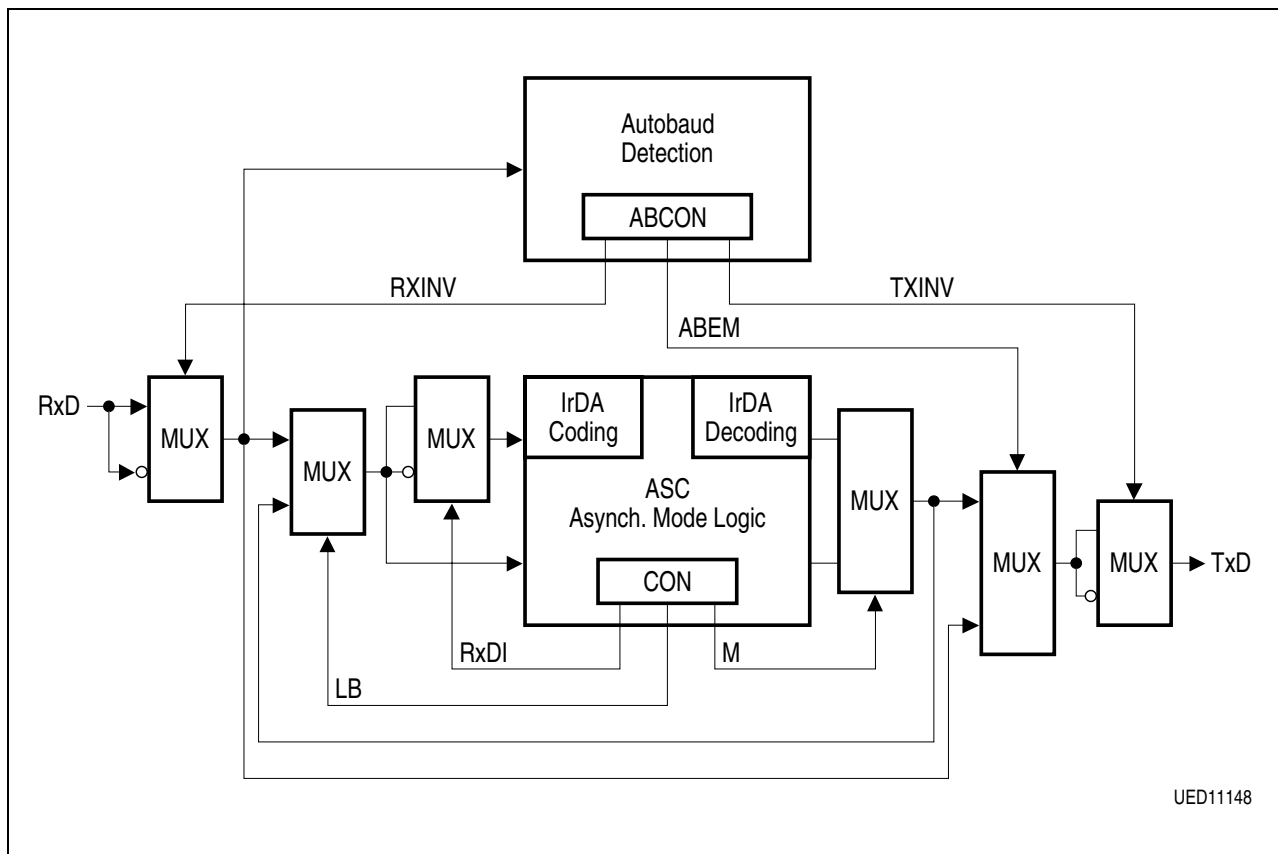 Autobaud
Detection
ABCON
RXINV
TXINV
ABEM
RxD
MUX
MUX
MUX
IrDA
Coding
IrDA
Decoding
ASC
Asynch. Mode Logic
CON
MUX
MUX
MUX
TxD
RxDI
M
LB
UED11148